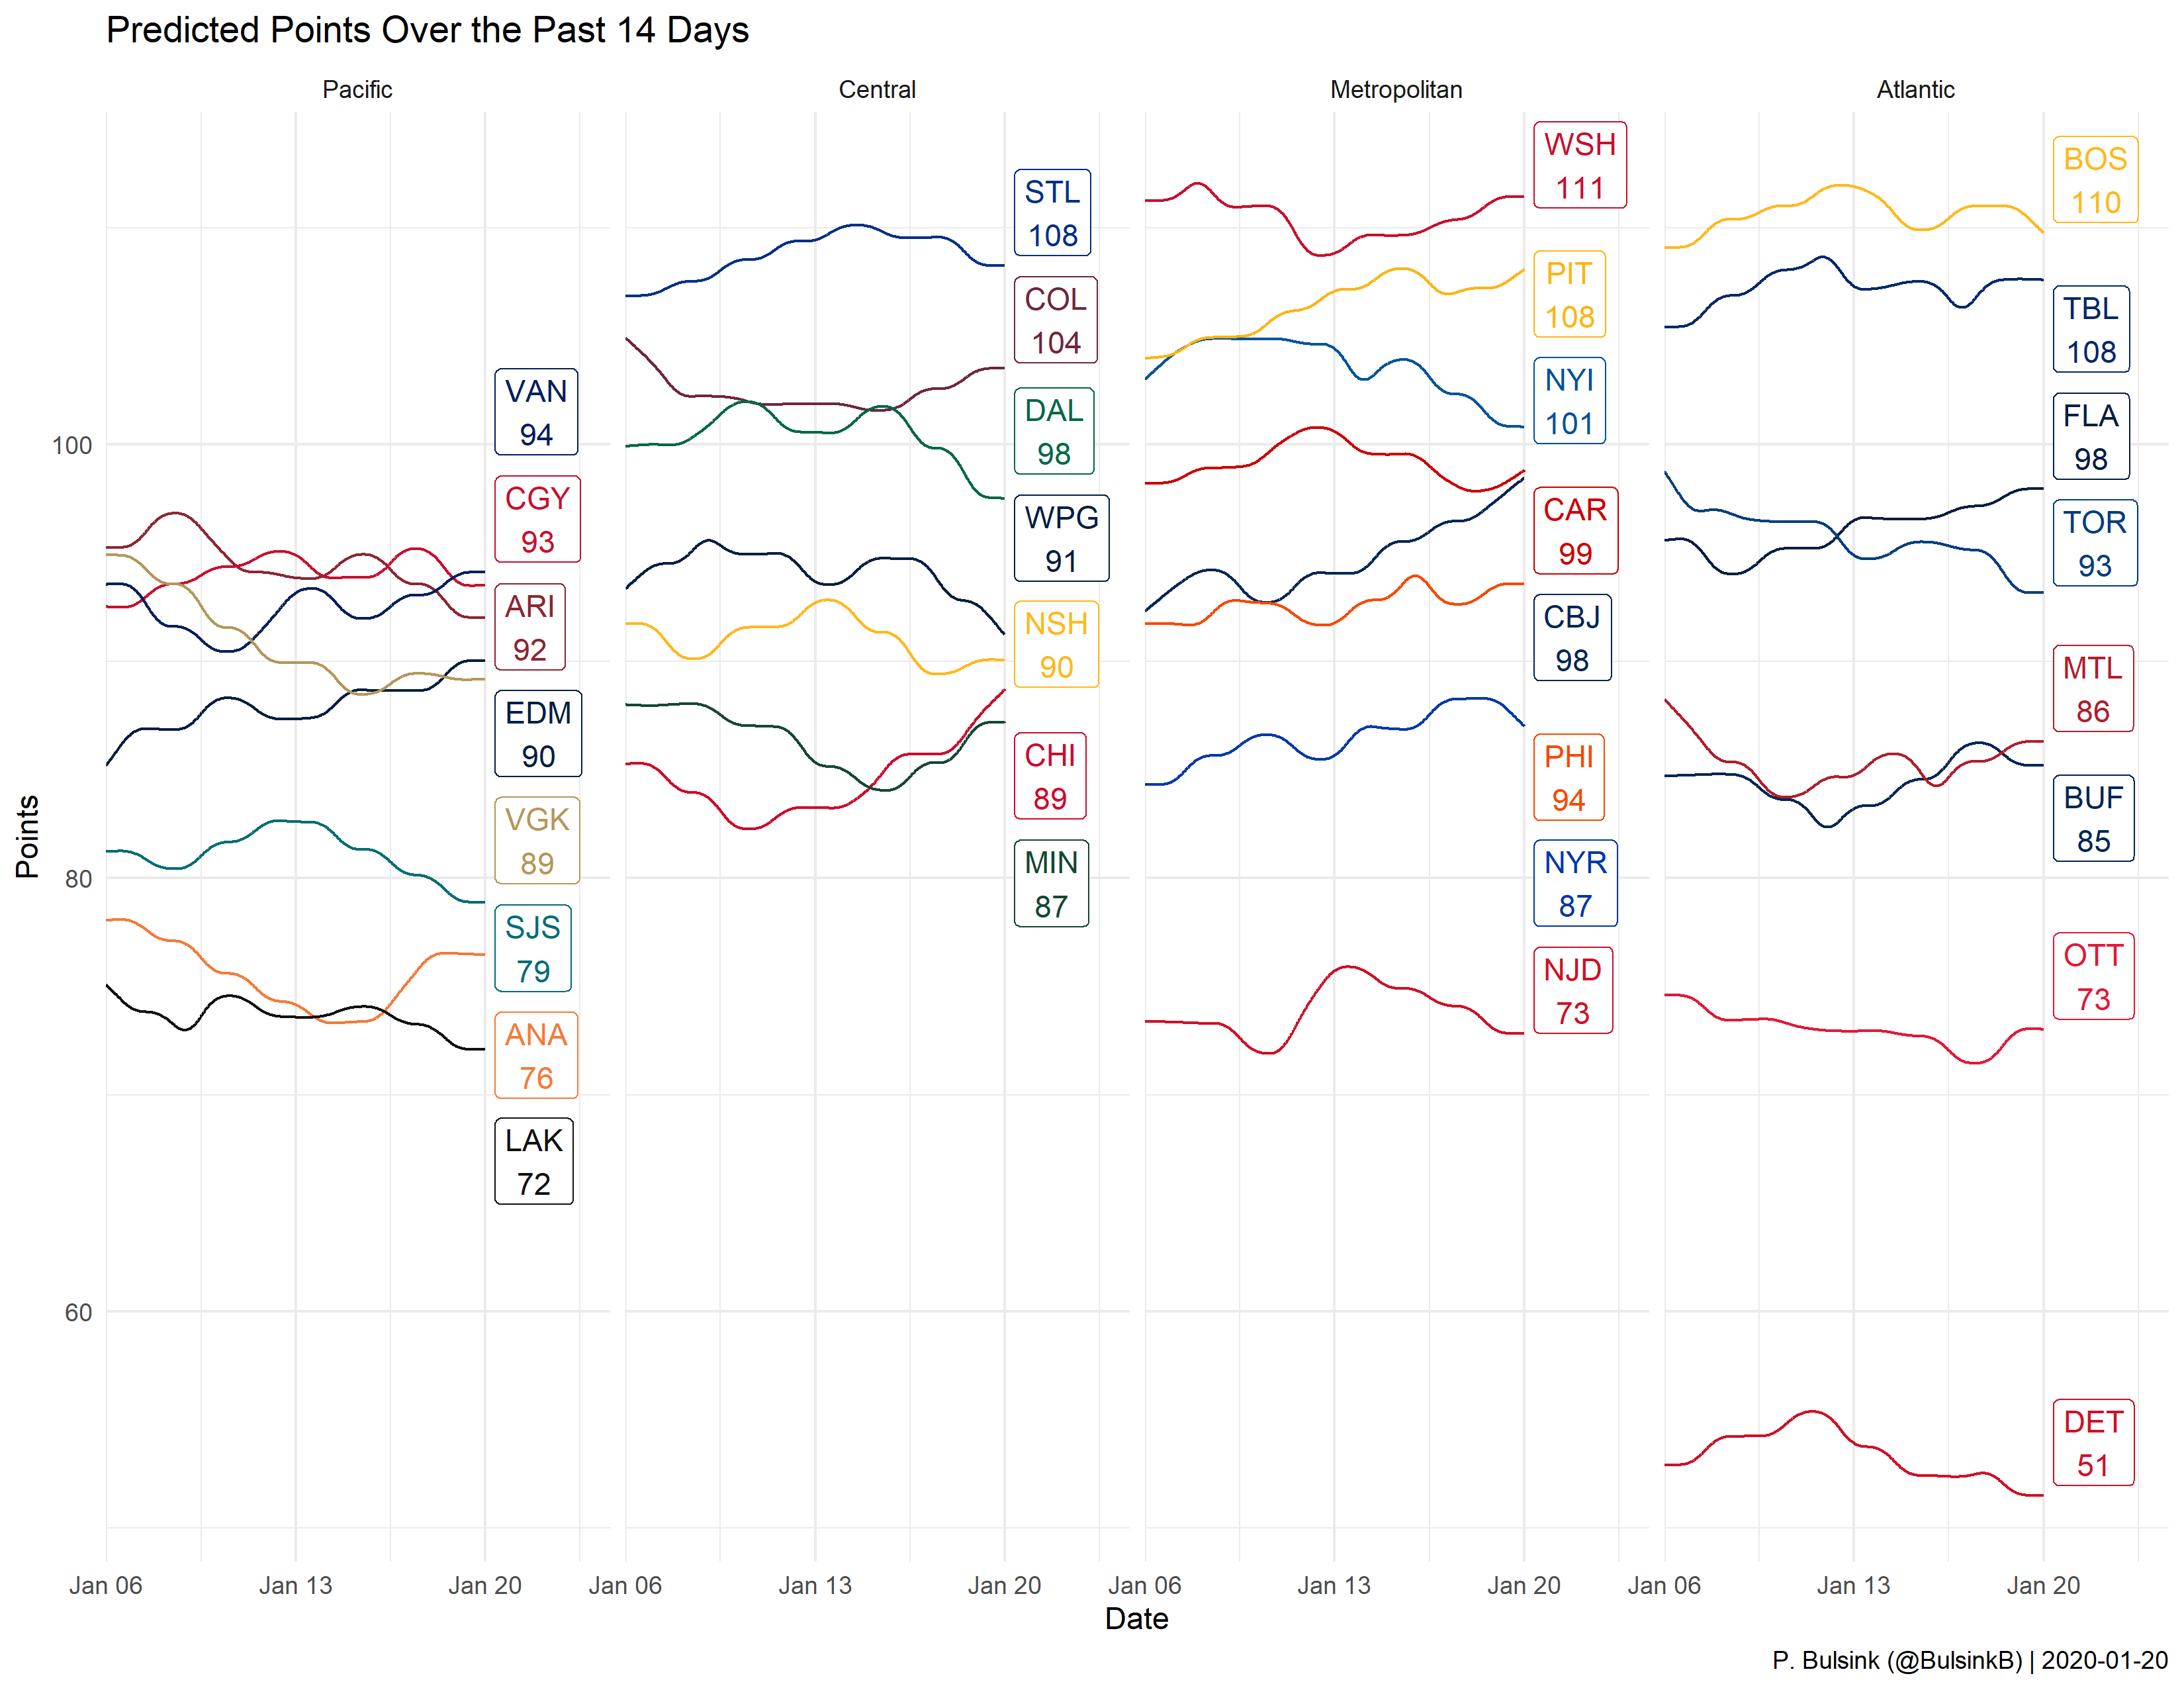 Predicted Points Over the Past 14 Days
Pacific
Central
Metropolitan
Atlantic
Points
100
80
60
VAN
94
CGY
93
ARI
92
EDM
90
VGK
89
SJS
79
ANA
76
LAK
72
STL
108
COL
104
DAL
98
WPG
91
NSH
90
CHI
89
MIN
87
WSH
111
PIT
108
NYI
101
CAR
99
CBJ
98
PHI
94
NYR
87
NJD
73
BOS
110
TBL
108
FLA
98
TOR
93
MTL
86
BUF
85
OTT
73
DET
51
Jan 06
Jan 13
Jan 20
Jan 06
Jan 13
Jan 20
Jan 06
Jan 13
Jan 20
Jan 06
Jan 13
Jan 20
Date
P. Bulsink (@BulsinkB) | 2020-01-20